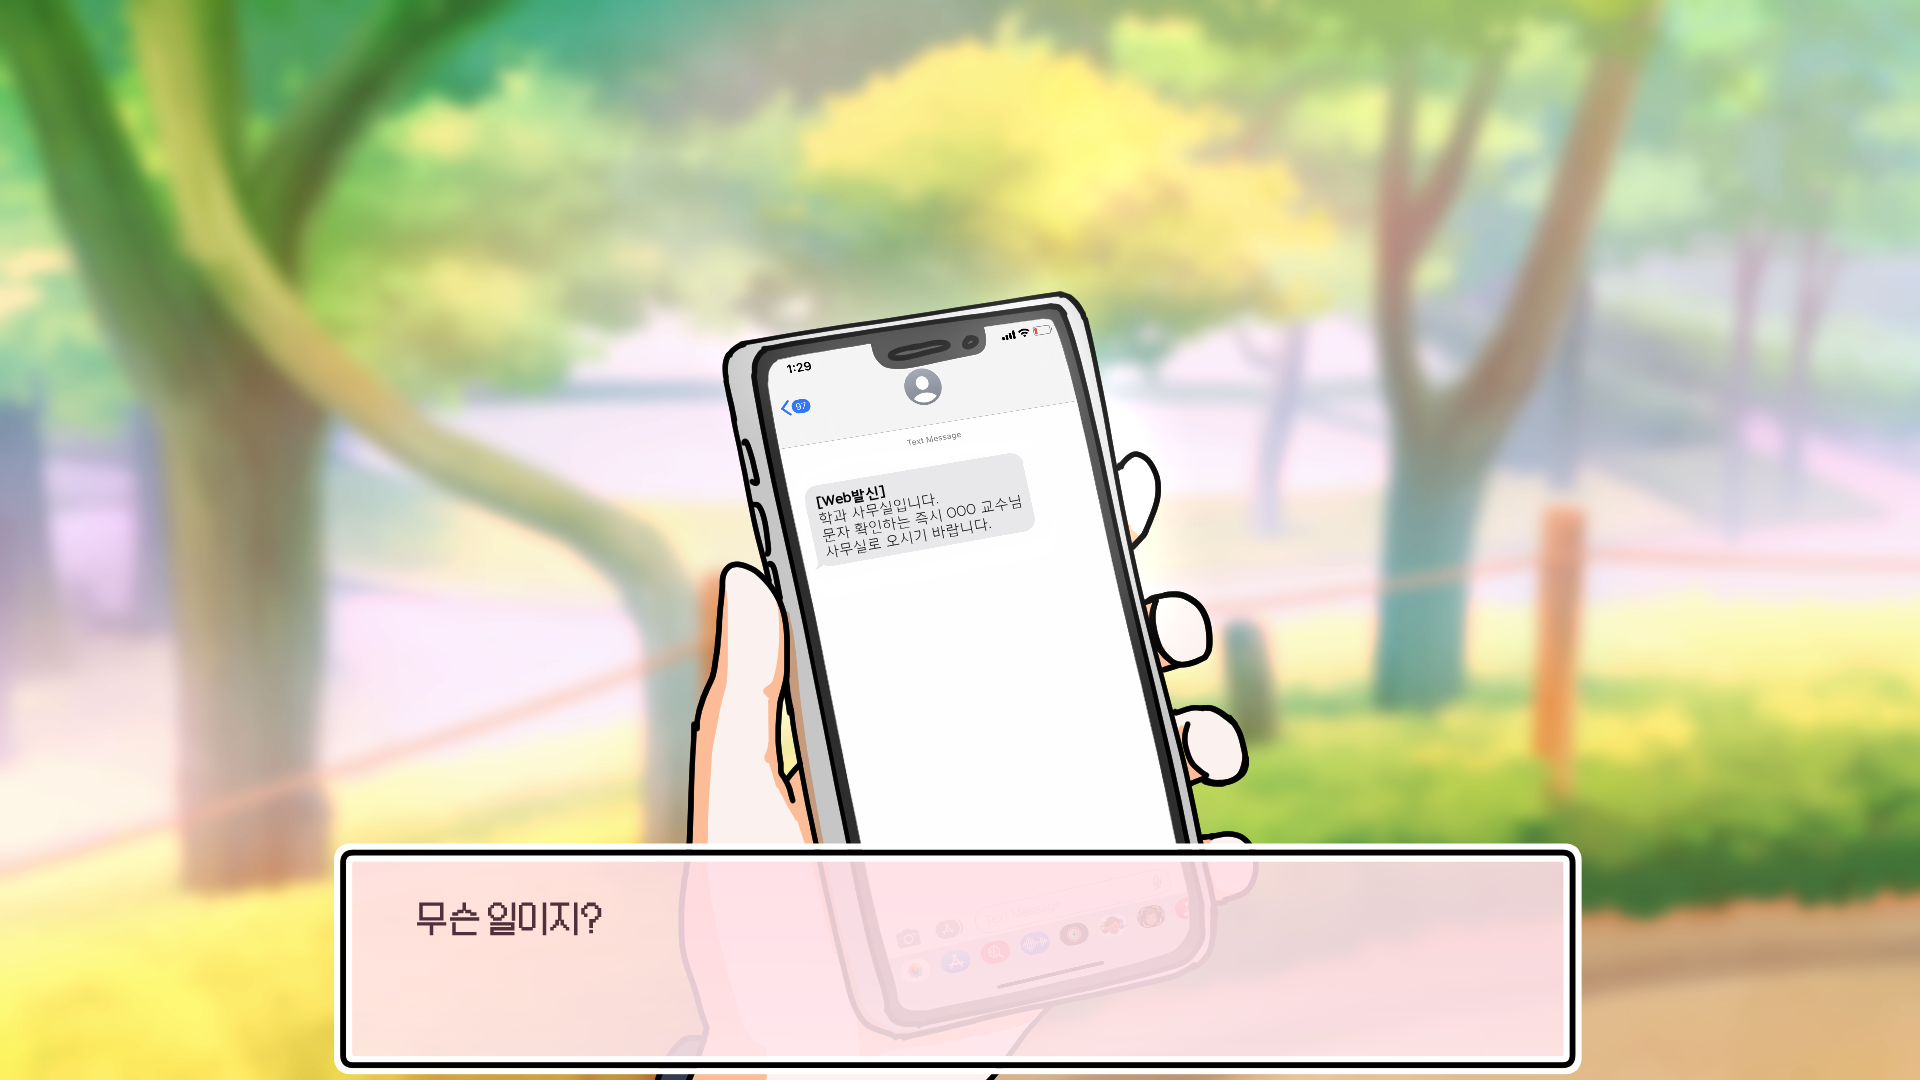 1:29
97
Text Message
[Web발신]
학과 사무실입니다.
문자 확인하는 즉시 OOO 교수님
사무실로 오시기 바랍니다.
무슨 일이지?